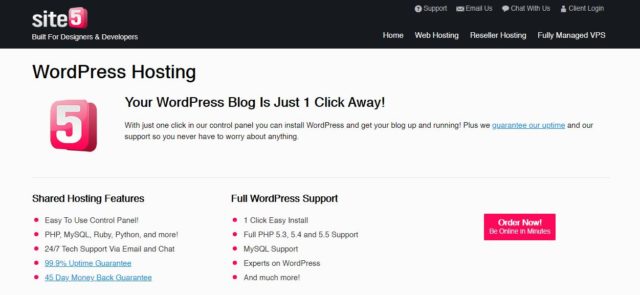 Support Email Us Chat With Us Client Login
site5
Built For Designers & Developers
Home Web Hosting Reseller Hosting Fully Managed VPS
WordPress Hosting
5
Your WordPress Blog Is Just 1 Click Away!
With just one click in our control panel you can install WordPress and get your blog up and running! Plus we guarantee our uptime and our
support so you never have to worry about anything.
Shared Hosting Features
Easy To Use Control Panel!
PHP, MySQL, Ruby, Python, and more!
24/7 Tech Support Via Email and Chat
99.9% Uptime Guarantee
45 Day Money Back Guarantee
Full WordPress Support
1 Click Easy Install
Full PHP 5.3, 5.4 and 5.5 Support
MySQL Support
Experts on WordPress
And much more!
Order Now!
Be Online in Minutes